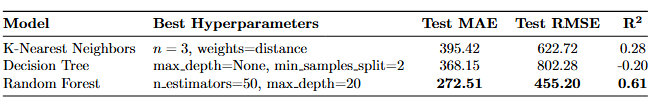 Model Best Hyperparameters Test MAE Test RMSE R²
K-Nearest Neighbors n = 3, weights=distance 395.42 622.72 0.28
Decision Tree max_depth=None, min_samples_split=2 368.15 802.28 -0.20
Random Forest n_estimators=50, max_depth=20 272.51 455.20 0.61